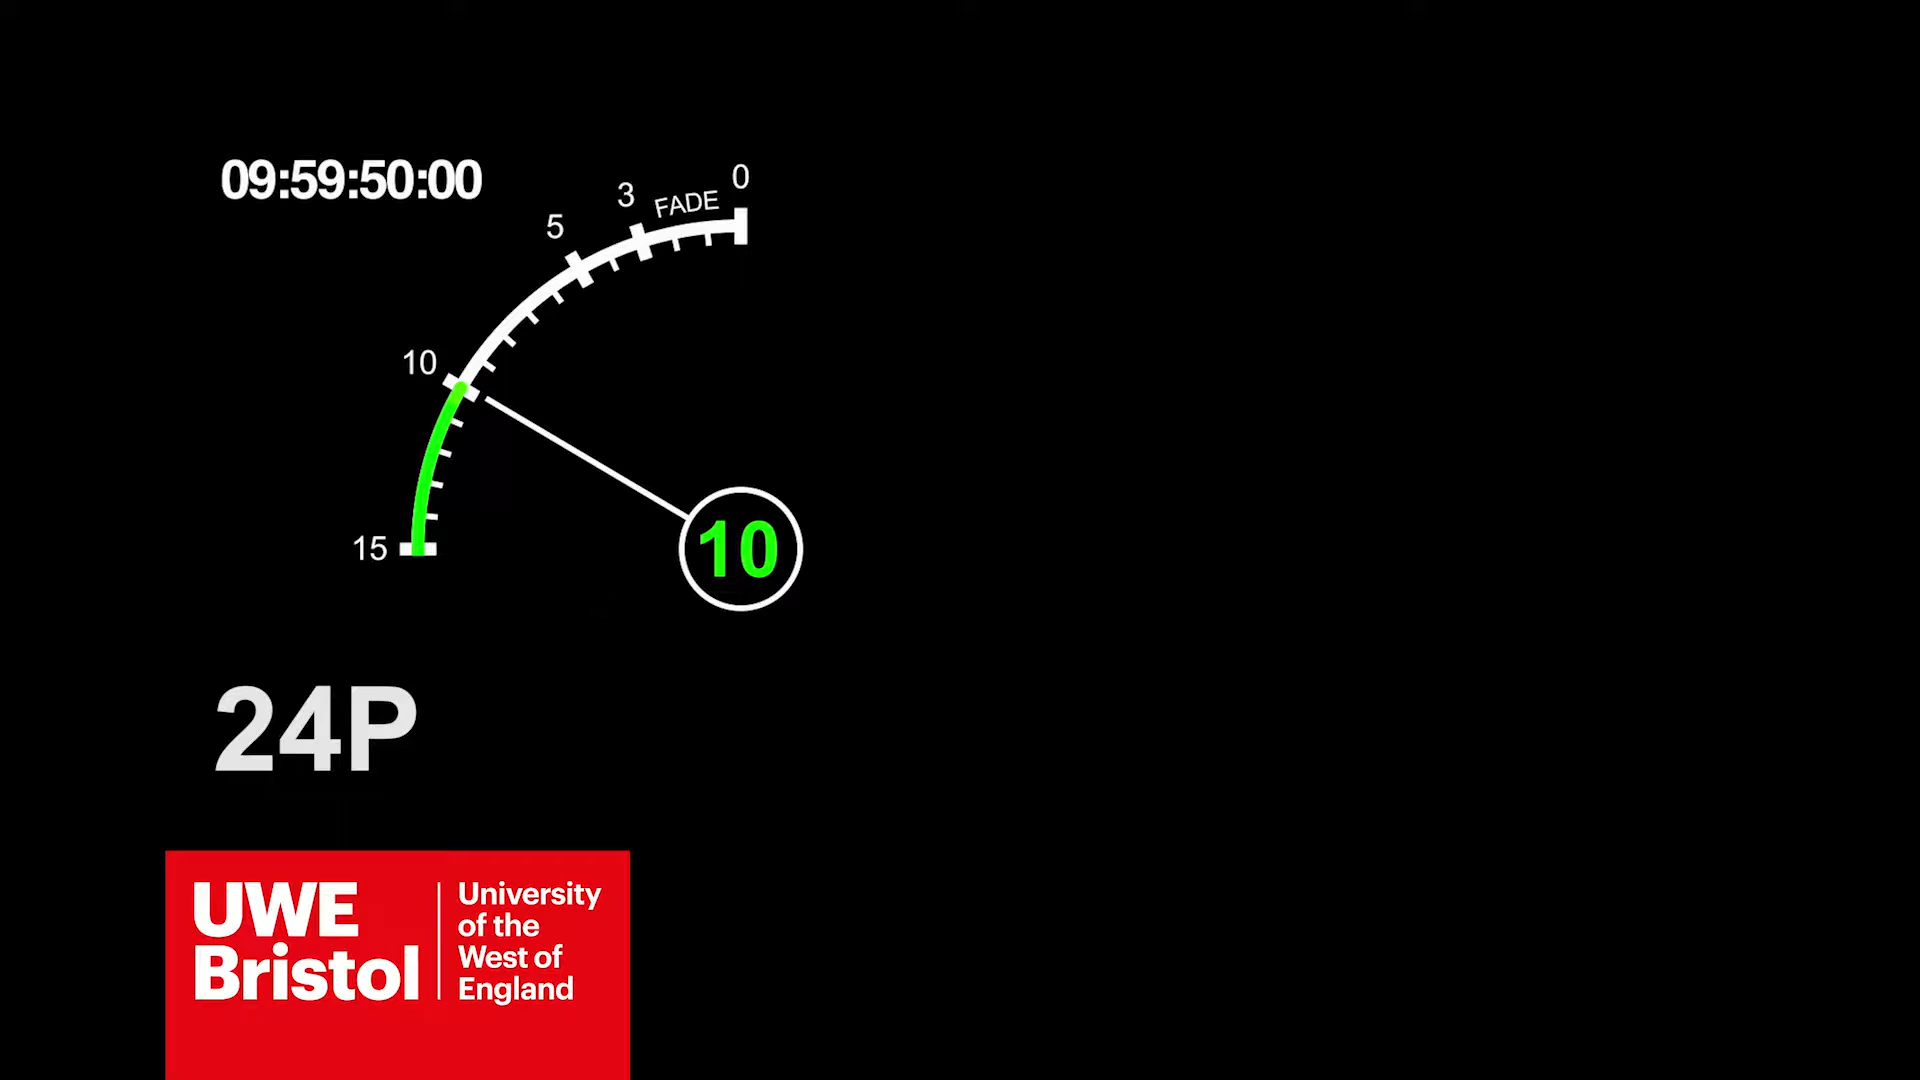 09:59:50:00
0
FADE
3
5
10
15
10
24P
UWE
Bristol
University
of the
West of
England